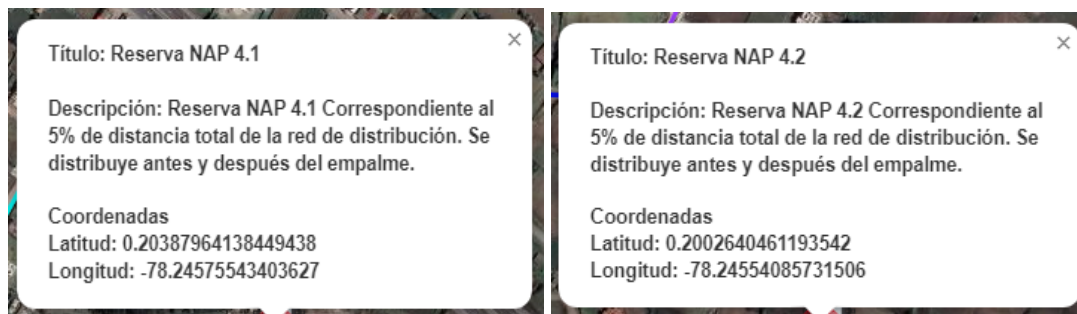 Título: Reserva NAP 4.1
Descripción: Reserva NAP 4.1 Correspondiente al
5% de distancia total de la red de distribución. Se
distribuye antes y después del empalme.
Coordenadas
Latitud: 0.20387964138449438
Longitud: -78.24575543403627
Título: Reserva NAP 4.2
Descripción: Reserva NAP 4.2 Correspondiente al
5% de distancia total de la red de distribución. Se
distribuye antes y después del empalme.
Coordenadas
Latitud: 0.2002640461193542
Longitud: -78.24554085731506